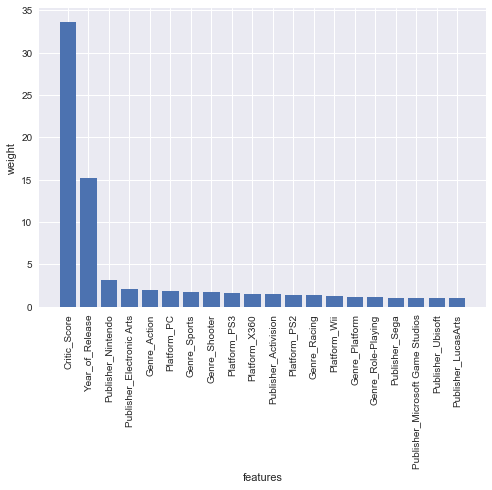 35
30
25
20
15
10
5
0
weight
Critic_Score
Year_of_Release
Publisher_Nintendo
Publisher_Electronic Arts
Genre_Action
Platform_PC
Genre_Sports
Genre_Shooter
Platform_PS3
Platform_X360
Publisher_Activision
Platform_PS2
Genre_Racing
Platform_Wii
Genre_Platform
Genre_Role-Playing
Publisher_Sega
Publisher_Microsoft Game Studios
Publisher_Ubisoft
Publisher_LucasArts
features